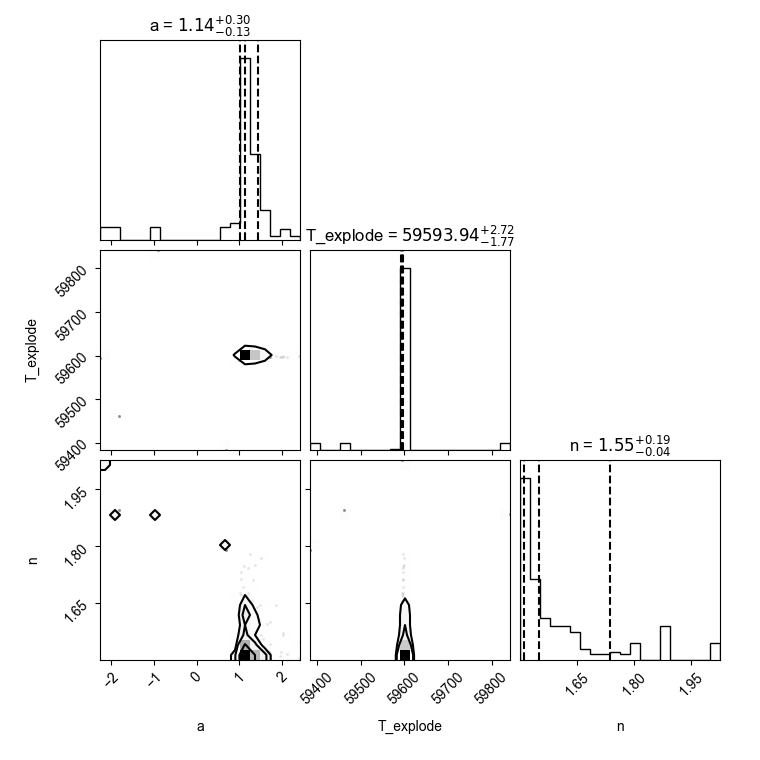 a = 1.14+0.30−0.13
T_explode = 59593.94+2.72−1.77
59800
59700
59600
59500
59400
T_explode
n = 1.55+0.19−0.04
1.95
1.80
1.65
n
−2 −1 0 1 2
59400 59500 59600 59700 59800
1.65 1.80 1.95
a T_explode n